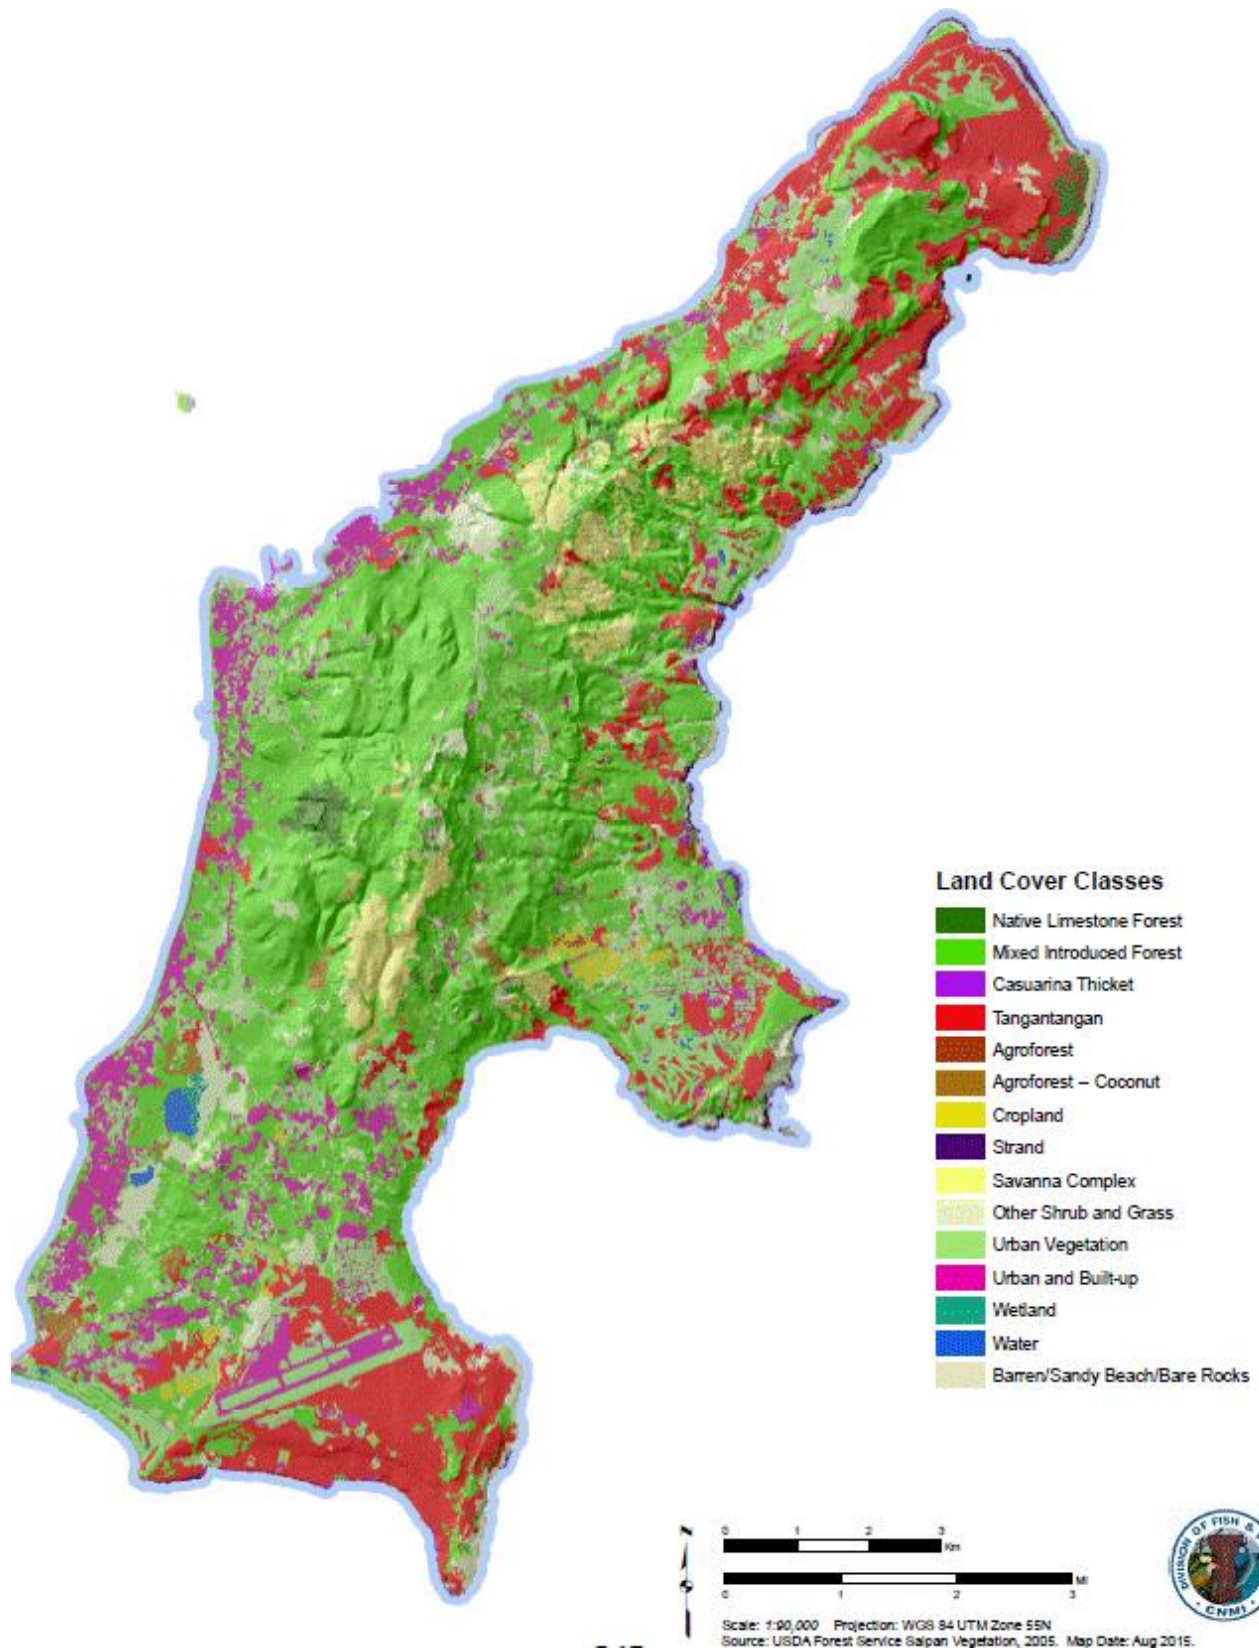 Land Cover Classes
Native Limestone Forest
Mixed Introduced Forest
Casuarina Thicket
Tangantangan
Agroforest
Agroforest – Coconut
Cropland
Strand
Savanna Complex
Other Shrub and Grass
Urban Vegetation
Urban and Built-up
Wetland
Water
Barren/Sandy Beach/Bare Rocks
0 1 2 3
Km
Mi
0 1 2 3
DIVISION OF FISH &
CNMI
Scale: 1:90,000 Projection: WGS 84 UTM Zone 55N
Source: USDA Forest Service Saipan Vegetation, 2005. Map Date: Aug 2015.